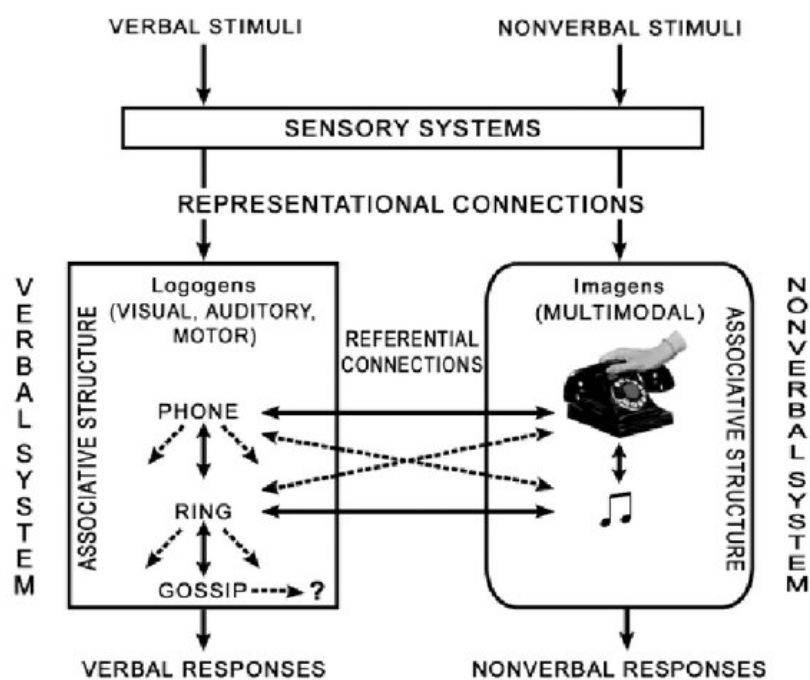 VERBAL STIMULI
NONVERBAL STIMULI
SENSORY SYSTEMS
REPRESENTATIONAL CONNECTIONS
VERBAL SYSTEM
ASSOCIATIVE STRUCTURE
Logogens
(VISUAL, AUDITORY,
MOTOR)
PHONE
RING
GOSSIP ?
REFERENTIAL
CONNECTIONS
Imagens
(MULTIMODAL)
ASSOCIATIVE STRUCTURE
NONVERBAL SYSTEM
VERBAL RESPONSES
NONVERBAL RESPONSES